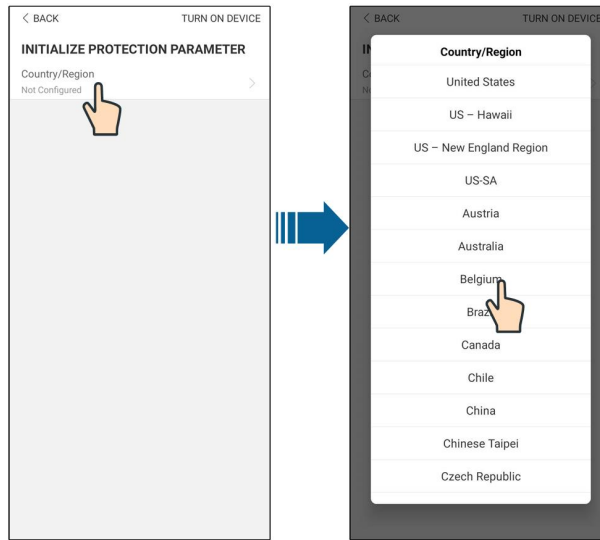 < BACK TURN ON DEVICE
INITIALIZE PROTECTION PARAMETER
Country/Region
Not Configured
< BACK TURN ON DEVICE
Country/Region
United States
US – Hawaii
US – New England Region
US-SA
Austria
Australia
Belgium
Canada
Chile
China
Chinese Taipei
Czech Republic